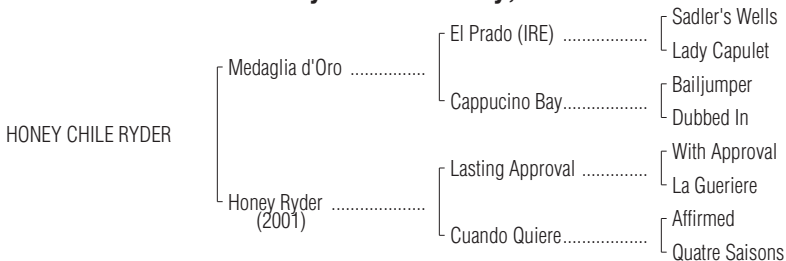 Sadler's Wells
El Prado (IRE) ..................
Lady Capulet
Medaglia d'Oro ................
Bailjumper
Cappucino Bay..................
Dubbed In
HONEY CHILE RYDER
With Approval
Lasting Approval ..............
La Gueriere
Honey Ryder ....................
(2001)
Affirmed
Cuando Quiere..................
Quatre Saisons